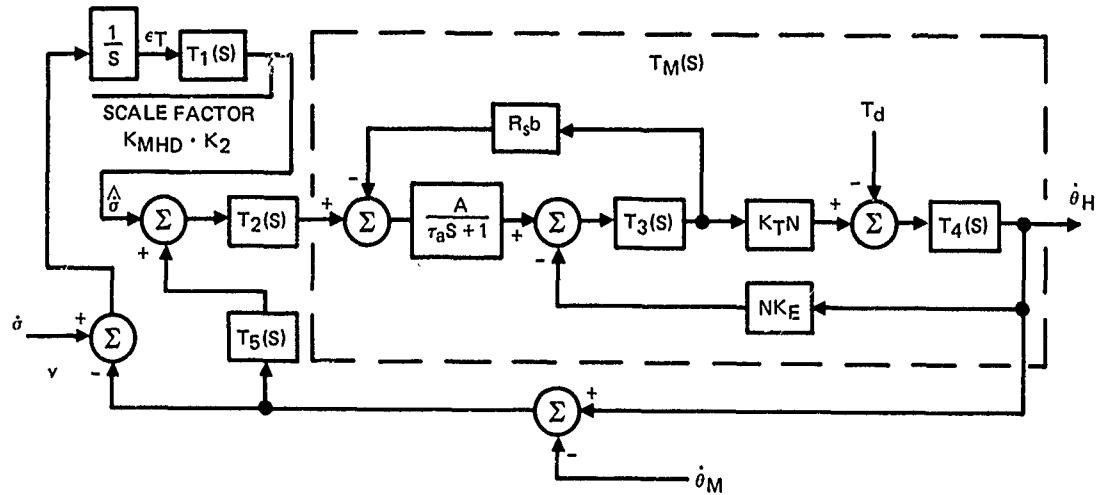 1
S
ϵT
T1(S)
SCALE FACTOR
KMHD · K2
TM(S)
Rsb
Td
θ̇H
σ̇̂
+
Σ
T2(S)
+
-
Σ
A
τaS + 1
+
-
Σ
T3(S)
KTN
+
-
Σ
T4(S)
+
NKE
σ̇
+
Σ
-
T5(S)
Σ
+
-
θ̇M